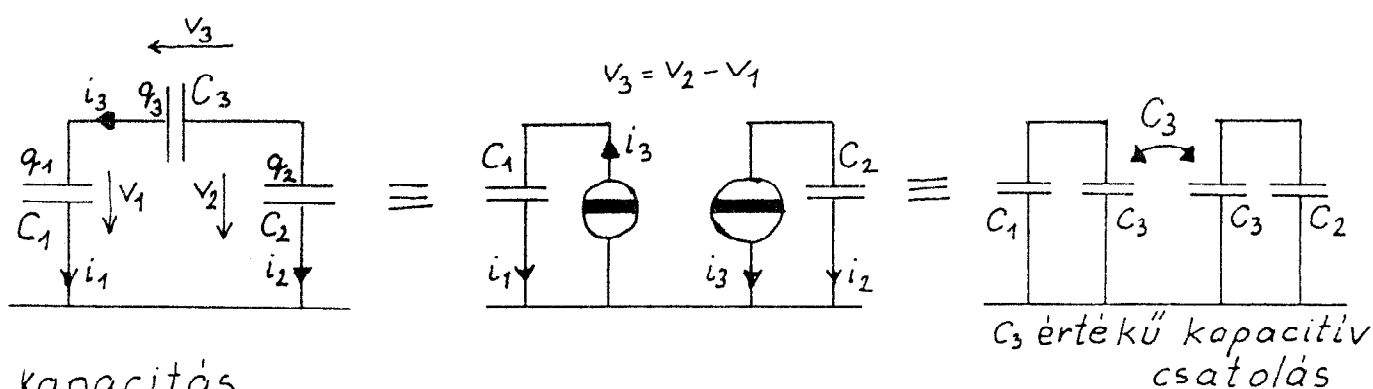 v₃
v₃ = v₂ - v₁
i₃ q₃ C₃
q₁ v₁ v₂ q₂
C₁ C₂
i₁ i₂
C₁ i₃ C₂
i₁ i₃ i₂
C₃
C₁ C₃ C₃ C₂
C₃ értékű kapacitív
csatolás
kapacitás